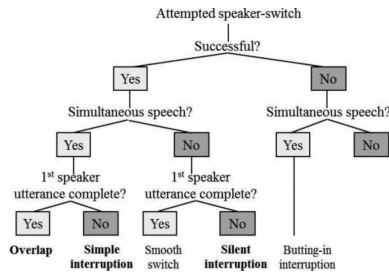 Attempted speaker-switch
Successful?
Yes No
Simultaneous speech? Simultaneous speech?
Yes No Yes No
1st speaker 1st speaker
utterance complete? utterance complete?
Yes No Yes No
Overlap Simple Smooth Silent Butting-in
interruption switch interruption interruption